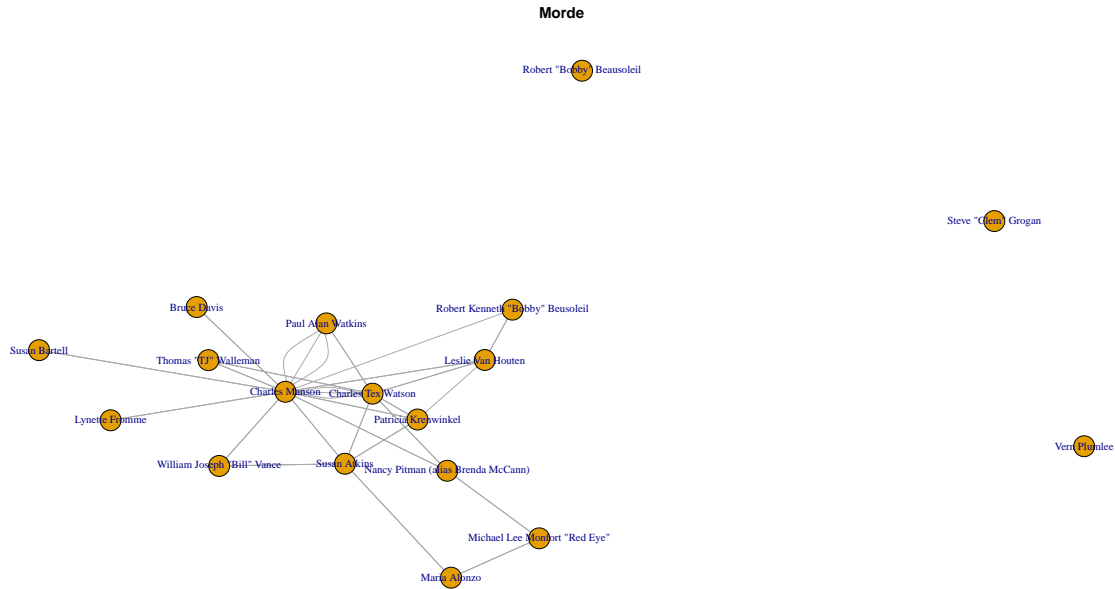 Morde
Robert "Bobby" Beausoleil
Steve "Clem" Grogan
Bruce Davis
Robert Kenneth "Bobby" Beusoleil
Paul Alan Watkins
Susan Bartell
Thomas "TJ" Walleman
Leslie Van Houten
Charles Manson
Charles Tex Watson
Lynette Fromme
Patricia Krenwinkel
Vern Plumlee
William Joseph "Bill" Vance
Susan Atkins
Nancy Pitman (alias Brenda McCann)
Michael Lee Monfort "Red Eye"
Maria Alonzo